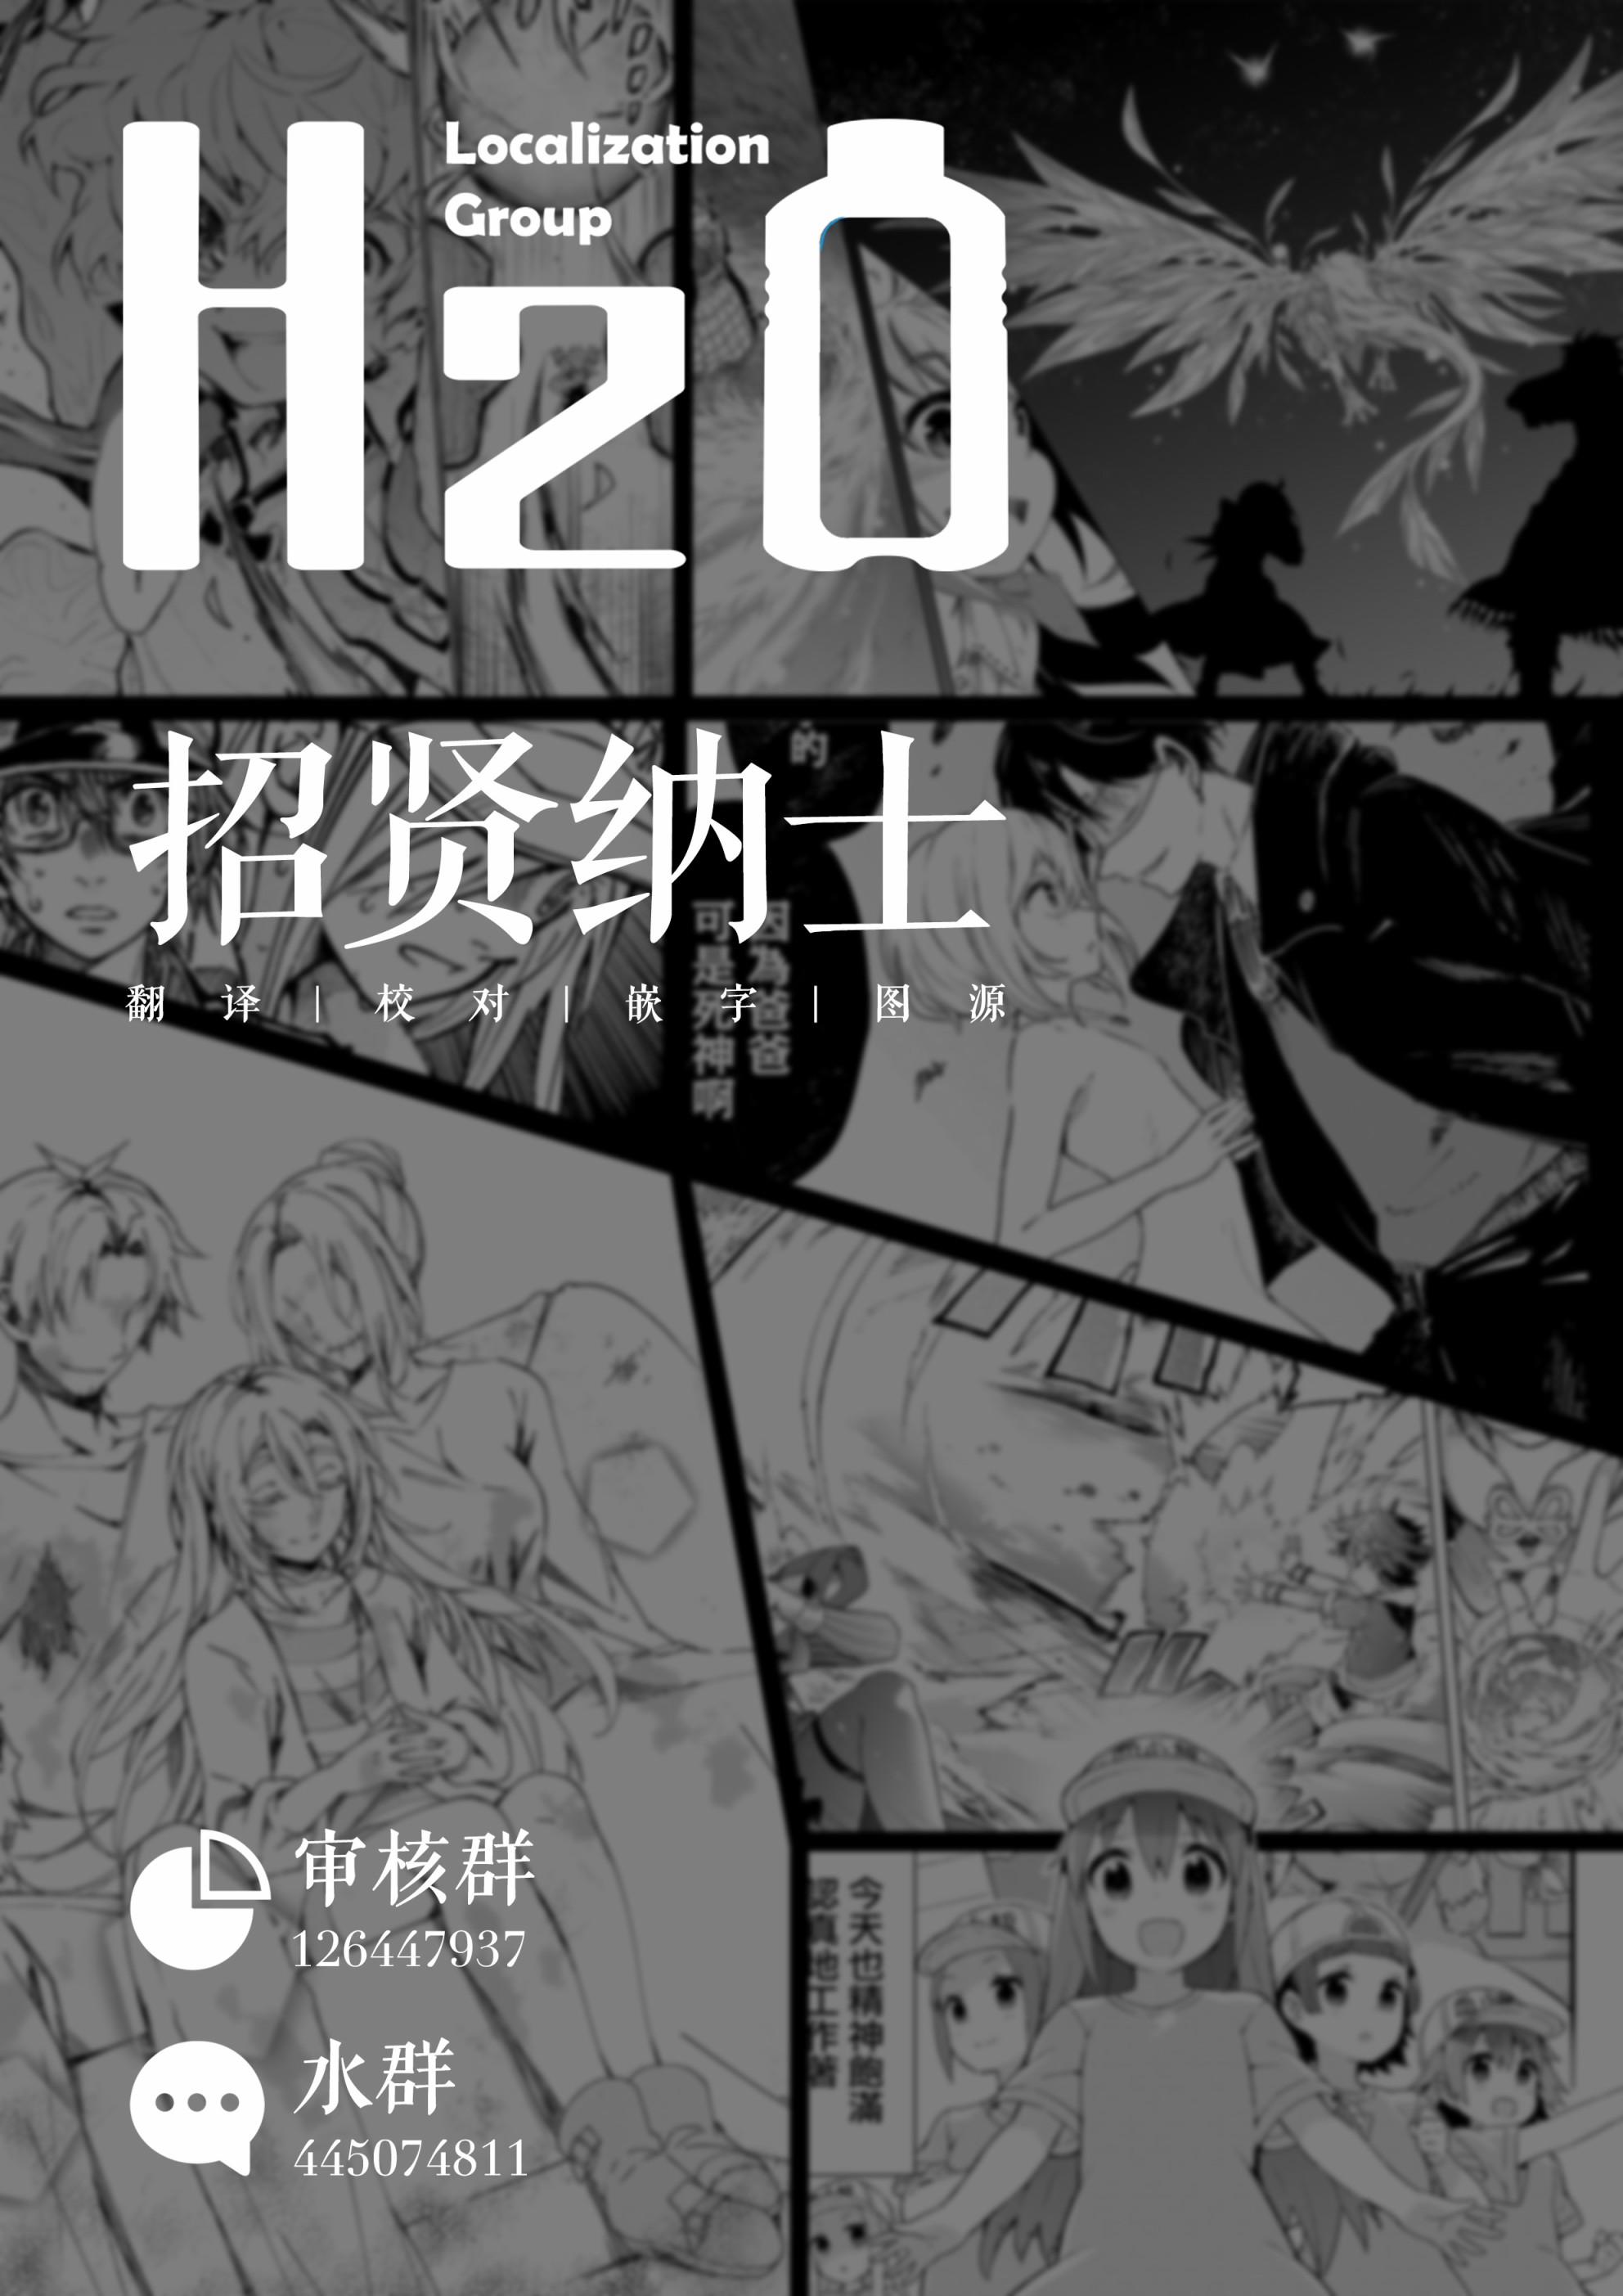 H2O
Localization
Group
招贤纳士
翻译|校对|嵌字|图源
的
因為爸爸
可是死神啊
审核群
126447937
水群
445074811
今天也精神飽滿
認真地工作著